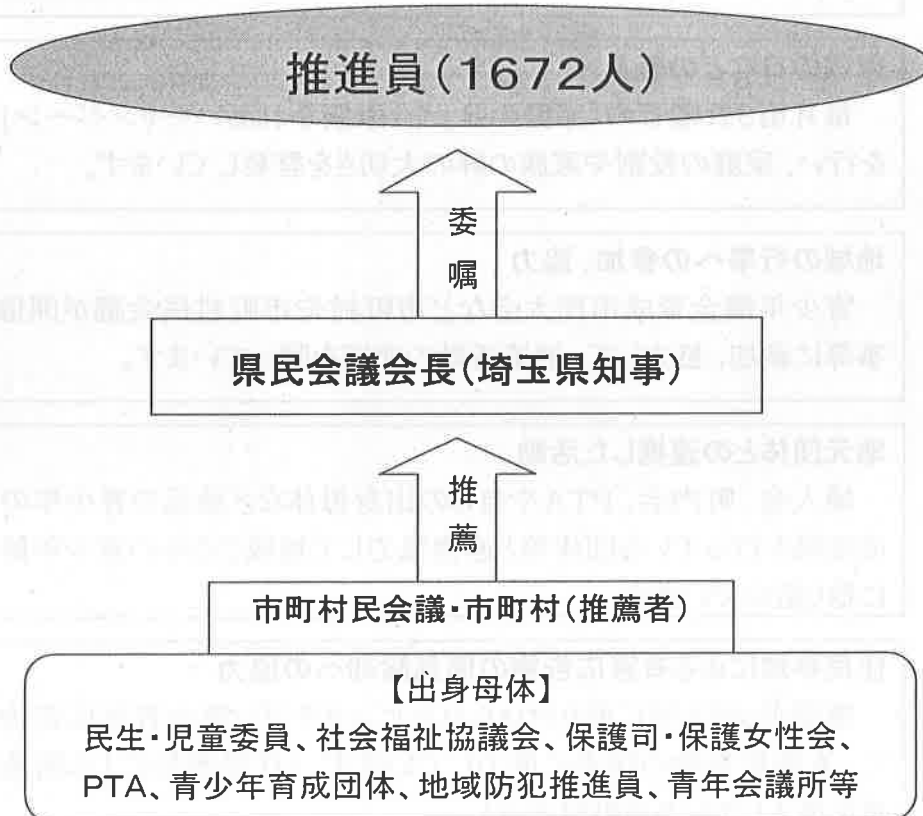 推進員(1672人)
委嘱
県民会議会長(埼玉県知事)
推薦
市町村民会議・市町村(推薦者)
【出身母体】
民生・児童委員、社会福祉協議会、保護司・保護女性会、
PTA、青少年育成団体、地域防犯推進員、青年会議所等